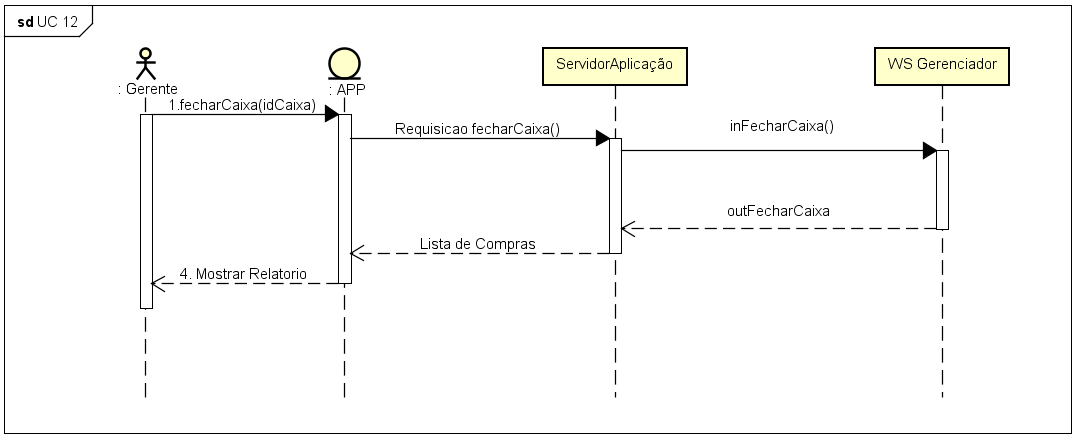 sd UC 12
ServidorAplicação
WS Gerenciador
: Gerente
: APP
1.fecharCaixa(idCaixa)
Requisicao fecharCaixa()
inFecharCaixa()
outFecharCaixa
Lista de Compras
4. Mostrar Relatorio